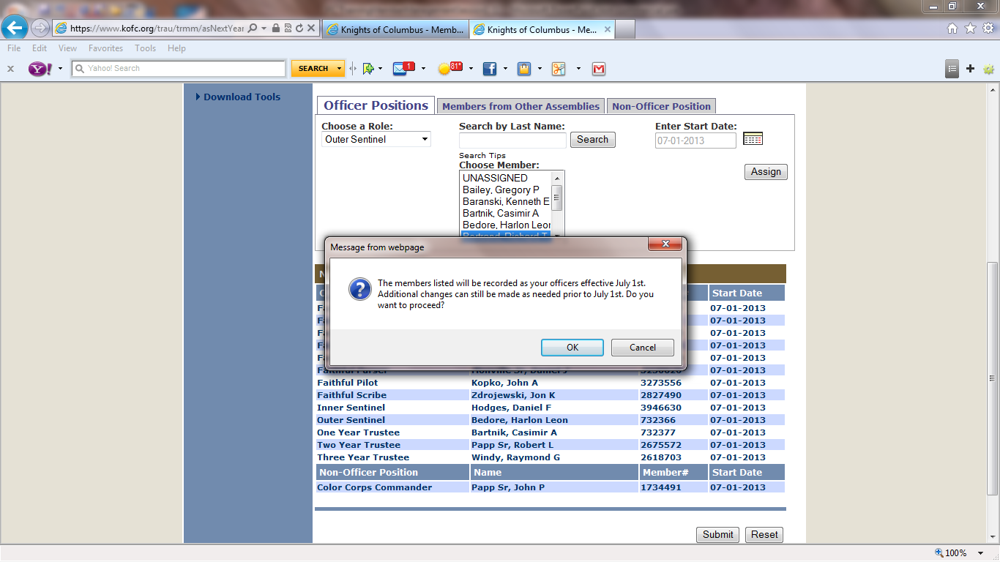 https://www.kofc.org/trau/trmm/asNextYear
Knights of Columbus - Memb...
Knights of Columbus - Me...
File Edit View Favorites Tools Help
Yahoo! Search
SEARCH
1
81°
Download Tools
Officer Positions
Members from Other Assemblies
Non-Officer Position
Choose a Role:
Search by Last Name:
Enter Start Date:
Outer Sentinel
Search
07-01-2013
Search Tips
Choose Member:
Assign
UNASSIGNED
Bailey, Gregory P
Baranski, Kenneth E
Bartnik, Casimir A
Bedore, Harlon Leon
Bertrand, Richard T
Message from webpage
The members listed will be recorded as your officers effective July 1st.
Additional changes can still be made as needed prior to July 1st. Do you
want to proceed?
OK Cancel
Start Date
07-01-2013
07-01-2013
07-01-2013
07-01-2013
07-01-2013
07-01-2013
Faithful Pilot Kopko, John A 3273556 07-01-2013
Faithful Scribe Zdrojewski, Jon K 2827490 07-01-2013
Inner Sentinel Hodges, Daniel F 3946630 07-01-2013
Outer Sentinel Bedore, Harlon Leon 732366 07-01-2013
One Year Trustee Bartnik, Casimir A 732377 07-01-2013
Two Year Trustee Papp Sr, Robert L 2675572 07-01-2013
Three Year Trustee Windy, Raymond G 2618703 07-01-2013
Non-Officer Position Name Member# Start Date
Color Corps Commander Papp Sr, John P 1734491 07-01-2013
Submit Reset
100%